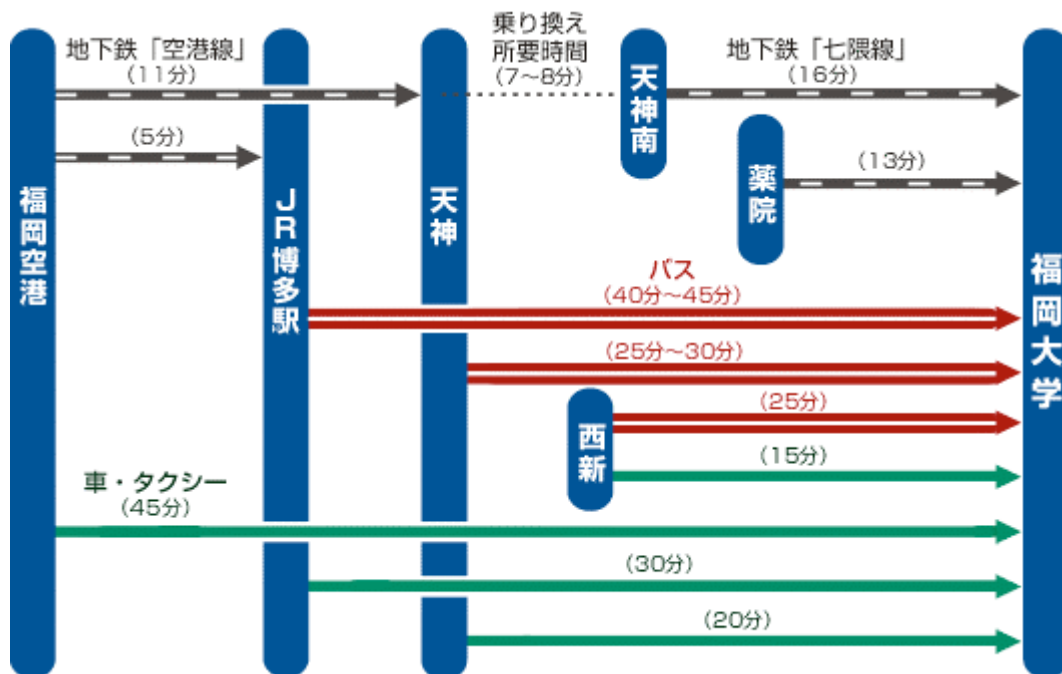 地下鉄「空港線」
(11分)
乗り換え
所要時間
(7~8分)
地下鉄「七隈線」
(16分)
(5分)
(13分)
福岡空港
JR博多駅
天神
天神南
薬院
福岡大学
バス
(40分~45分)
(25分~30分)
(25分)
西新
(15分)
車・タクシー
(45分)
(30分)
(20分)